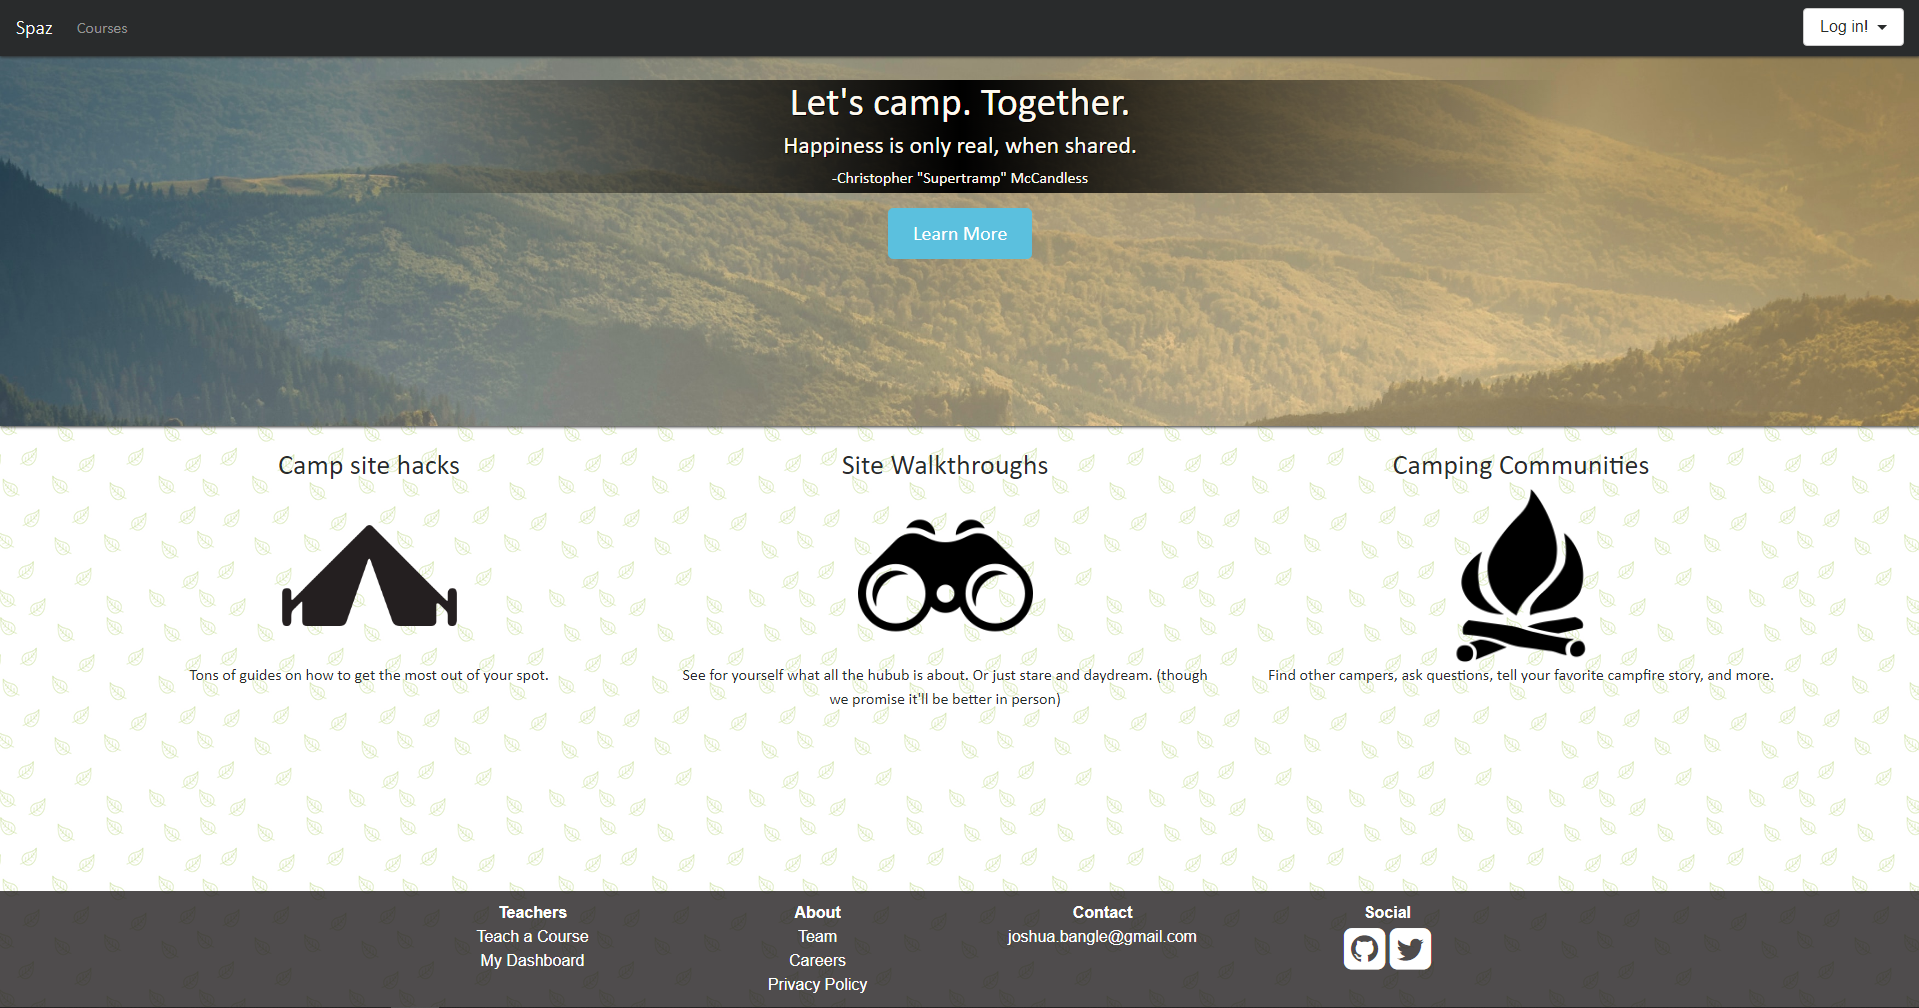 Spaz
Courses
Log in!
Let's camp. Together.
Happiness is only real, when shared.
-Christopher "Supertramp" McCandless
Learn More
Camp site hacks
Tons of guides on how to get the most out of your spot.
Site Walkthroughs
See for yourself what all the hubub is about. Or just stare and daydream. (though
we promise it'll be better in person)
Camping Communities
Find other campers, ask questions, tell your favorite campfire story, and more.
Teachers
Teach a Course
My Dashboard
About
Team
Careers
Privacy Policy
Contact
joshua.bangle@gmail.com
Social